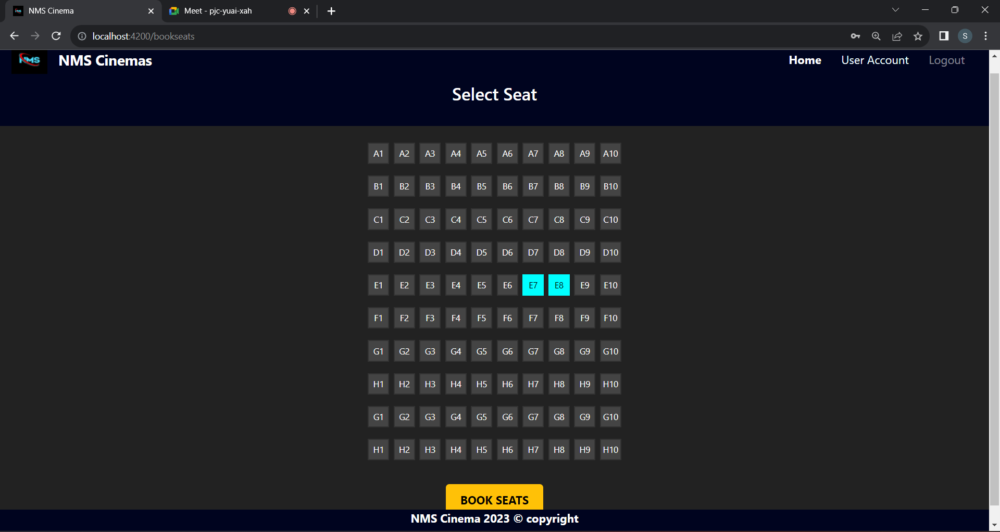 NMS Cinema
Meet - pjc-yuai-xah
localhost:4200/bookseats
S
NMS
NMS Cinemas
Home
User Account
Logout
Select Seat
A1 A2 A3 A4 A5 A6 A7 A8 A9 A10
B1 B2 B3 B4 B5 B6 B7 B8 B9 B10
C1 C2 C3 C4 C5 C6 C7 C8 C9 C10
D1 D2 D3 D4 D5 D6 D7 D8 D9 D10
E1 E2 E3 E4 E5 E6 E7 E8 E9 E10
F1 F2 F3 F4 F5 F6 F7 F8 F9 F10
G1 G2 G3 G4 G5 G6 G7 G8 G9 G10
H1 H2 H3 H4 H5 H6 H7 H8 H9 H10
G1 G2 G3 G4 G5 G6 G7 G8 G9 G10
H1 H2 H3 H4 H5 H6 H7 H8 H9 H10
BOOK SEATS
NMS Cinema 2023 © copyright